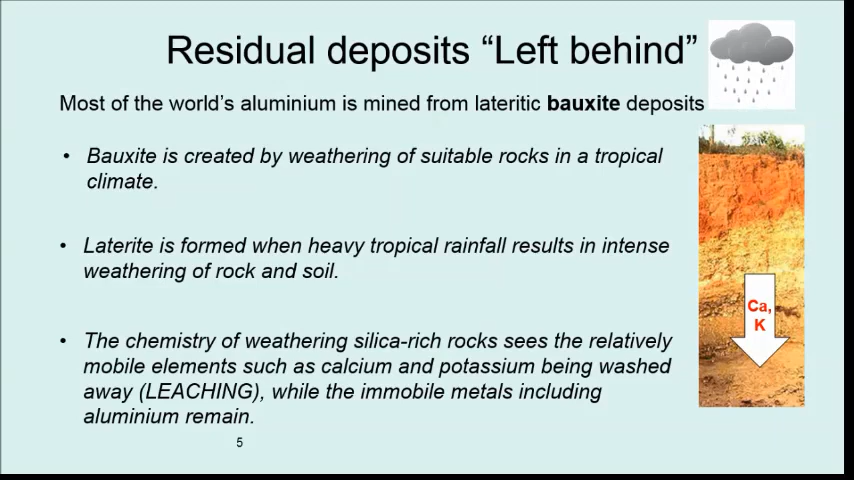 Residual deposits “Left behind”
Most of the world’s aluminium is mined from lateritic bauxite deposits
• Bauxite is created by weathering of suitable rocks in a tropical
climate.
• Laterite is formed when heavy tropical rainfall results in intense
weathering of rock and soil.
Ca,
K
• The chemistry of weathering silica-rich rocks sees the relatively
mobile elements such as calcium and potassium being washed
away (LEACHING), while the immobile metals including
aluminium remain.
5